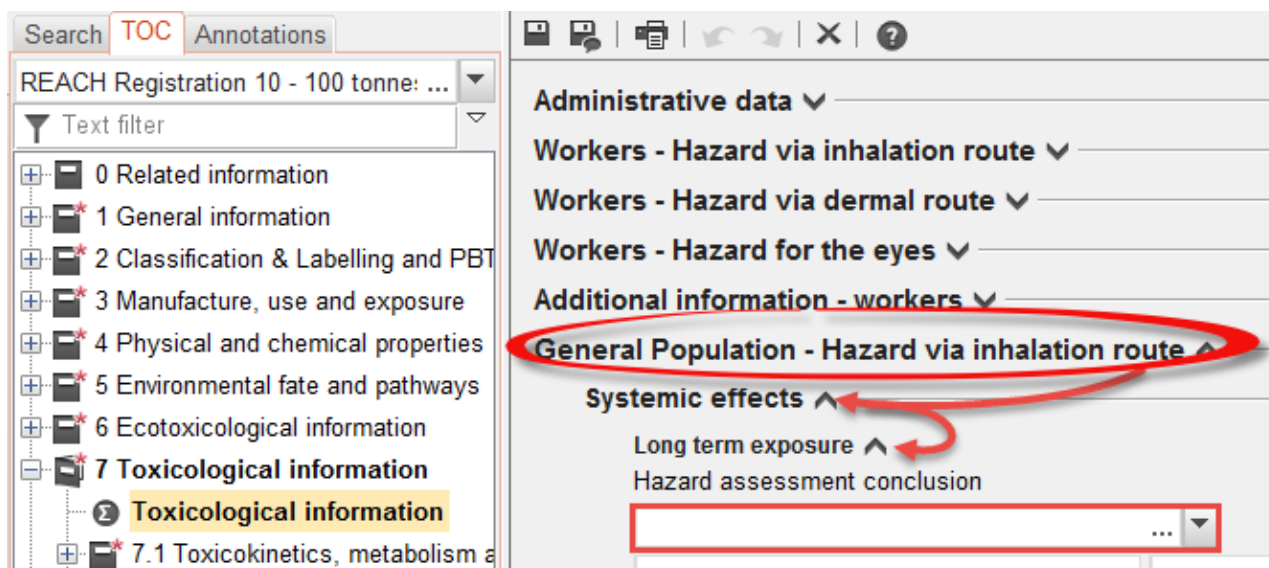 Search TOC Annotations
REACH Registration 10 - 100 tonne: ...
Text filter
0 Related information
1 General information
2 Classification & Labelling and PBT
3 Manufacture, use and exposure
4 Physical and chemical properties
5 Environmental fate and pathways
6 Ecotoxicological information
7 Toxicological information
Σ Toxicological information
7.1 Toxicokinetics, metabolism a
Administrative data
Workers - Hazard via inhalation route
Workers - Hazard via dermal route
Workers - Hazard for the eyes
Additional information - workers
General Population - Hazard via inhalation route
Systemic effects
Long term exposure
Hazard assessment conclusion
...